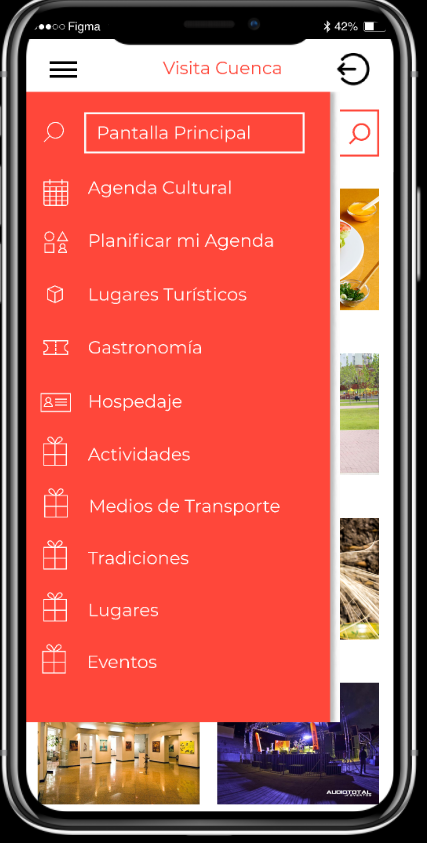 Figma
42%
Visita Cuenca
Pantalla Principal
Agenda Cultural
Planificar mi Agenda
Lugares Turísticos
Gastronomía
Hospedaje
Actividades
Medios de Transporte
Tradiciones
Lugares
Eventos
AUDIOTOTAL